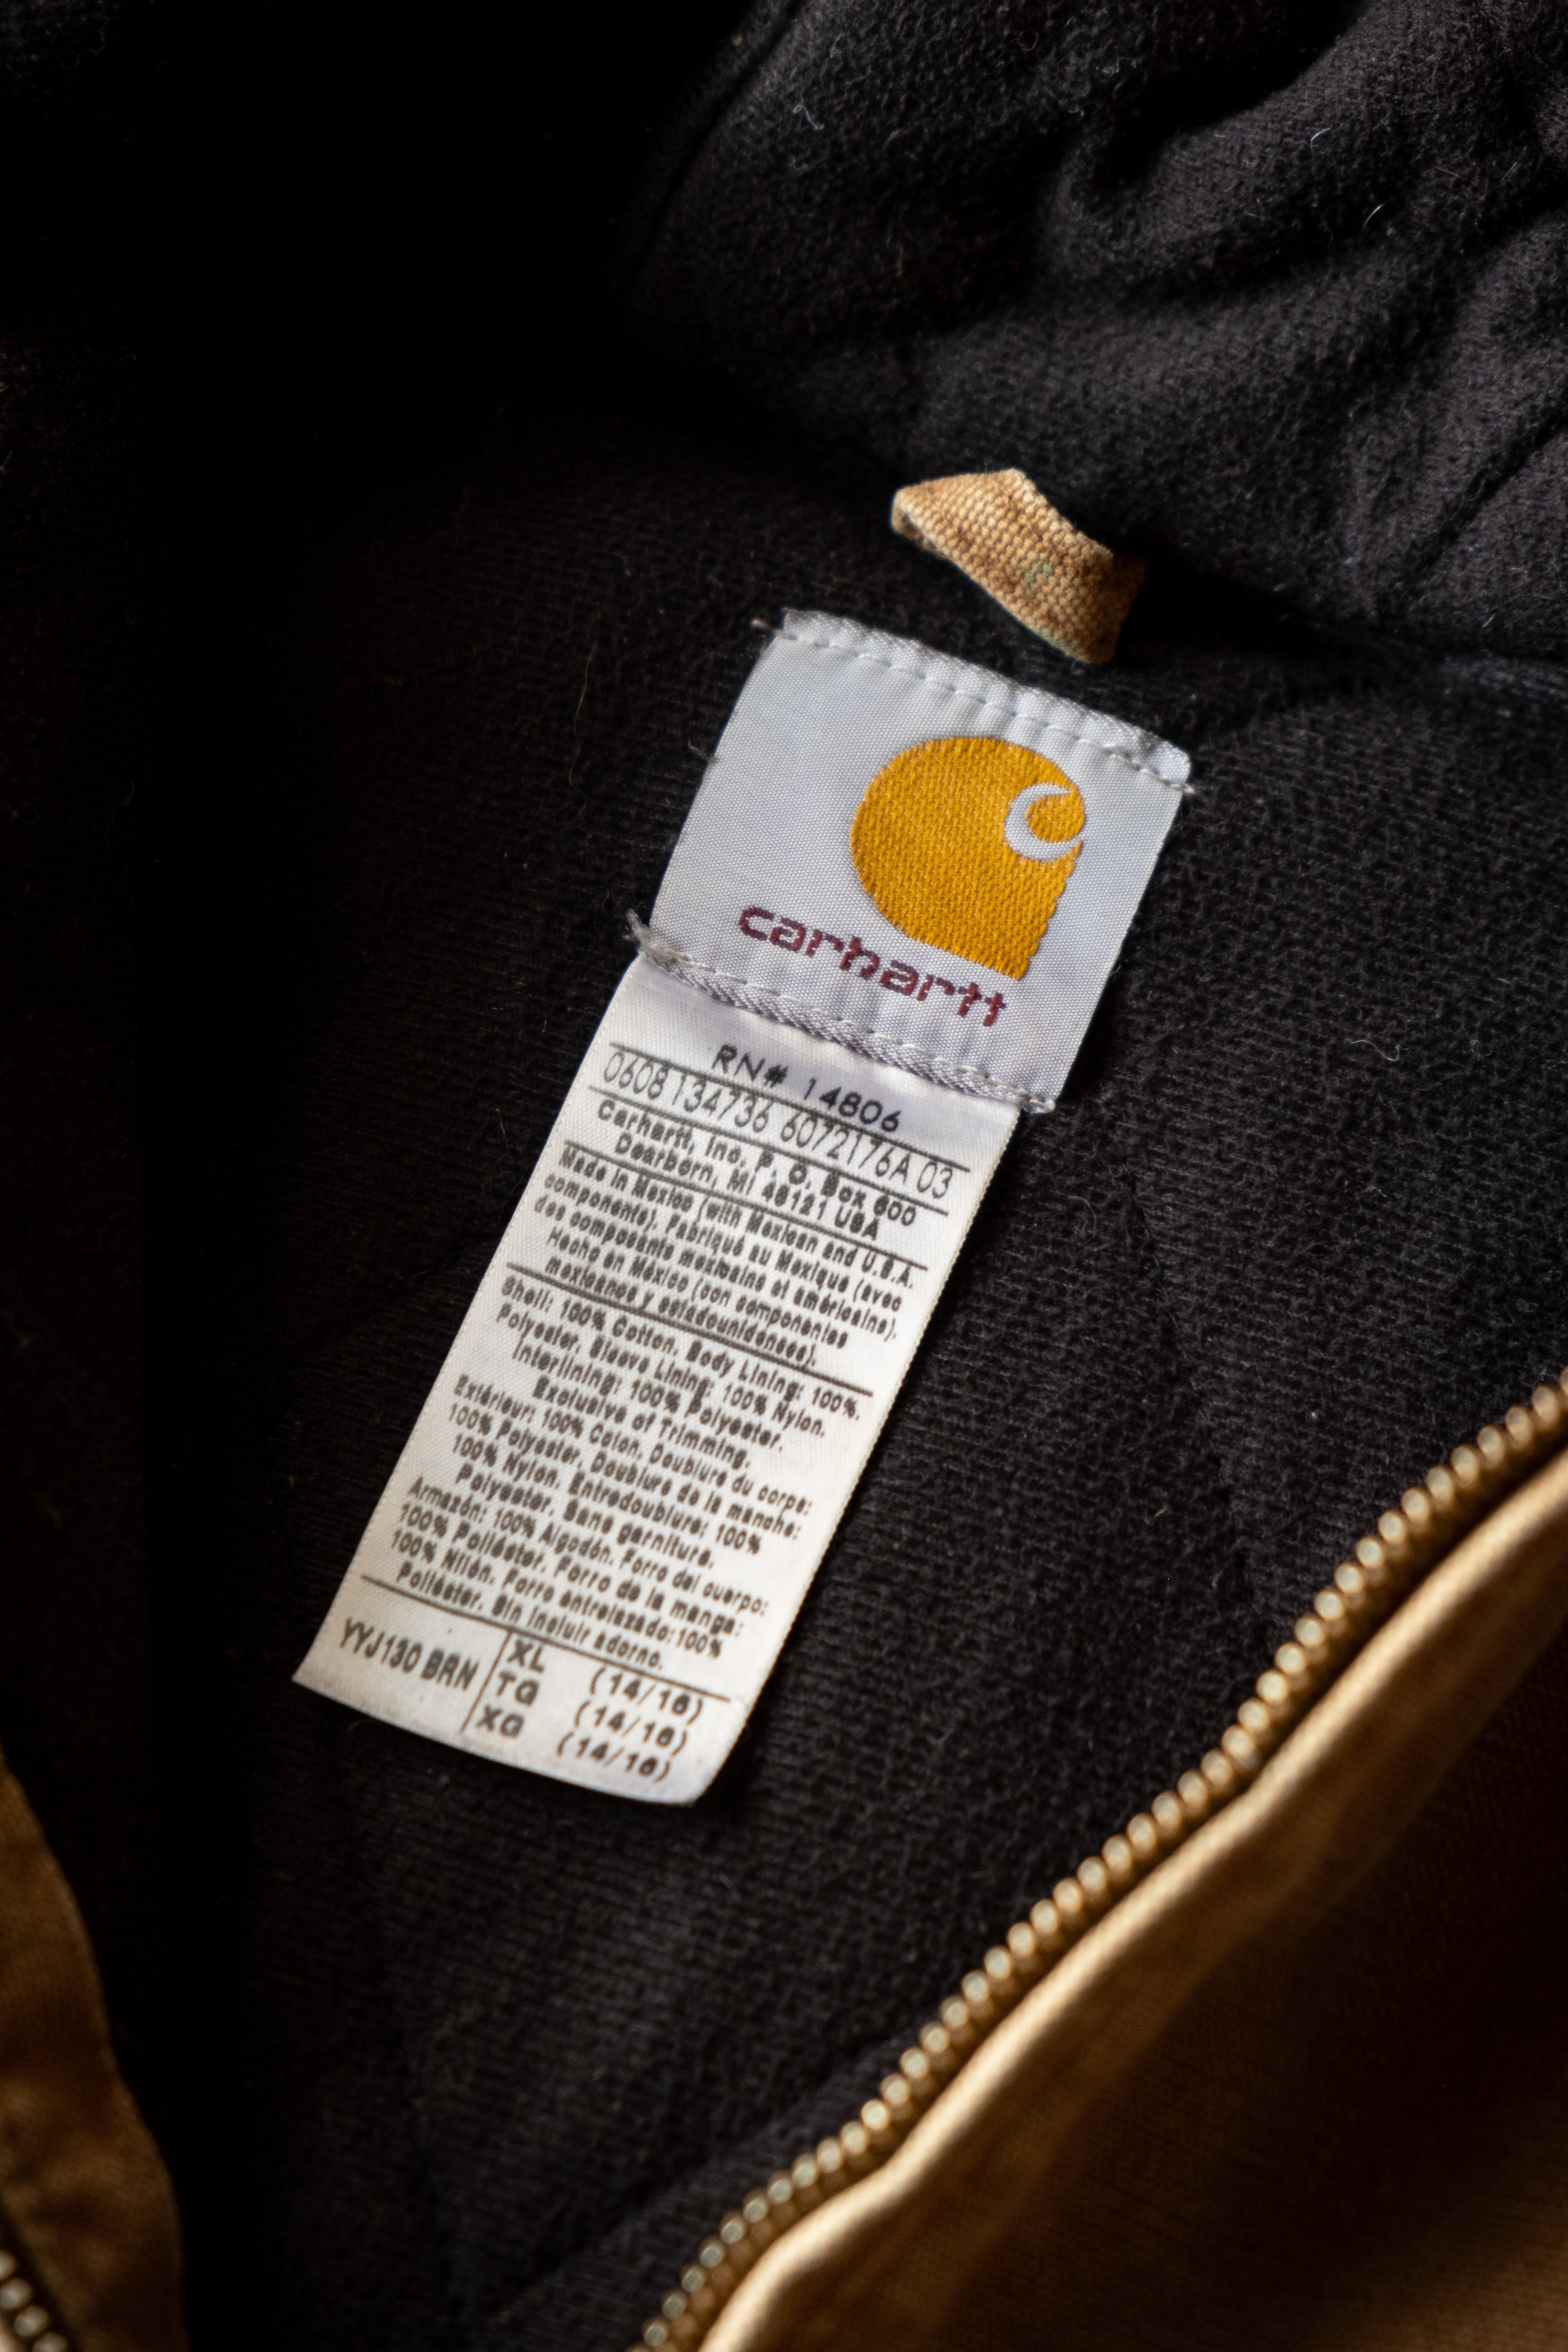 carhartt
RN# 14806
0608 134736 6072176A 03
Carhartt, Inc. P. O. Box 600
Dearborn, MI 48121 USA
Made in Mexico (with Mexican and U.S.A.
components). Fabriqué au Mexique (avec
des composants mexicains et américains).
Hecho en México (con componentes
mexicanos y estadounidenses).
Shell: 100% Cotton. Body Lining: 100%
Polyester. Sleeve Lining: 100% Nylon.
Interlining: 100% Polyester.
Exclusive of Trimming.
Extérieur: 100% Coton. Doublure du corps:
100% Polyester. Doublure de la manche:
100% Nylon. Entredoublure: 100%
Polyester. Sans garniture.
Armazón: 100% Algodón. Forro del cuerpo:
100% Poliéster. Forro de la manga:
100% Nilón. Forro entrelazado: 100%
Poliéster. Sin incluir adorno.
YYJ130 BRN XL (14/16)
TG (14/16)
XG (14/16)